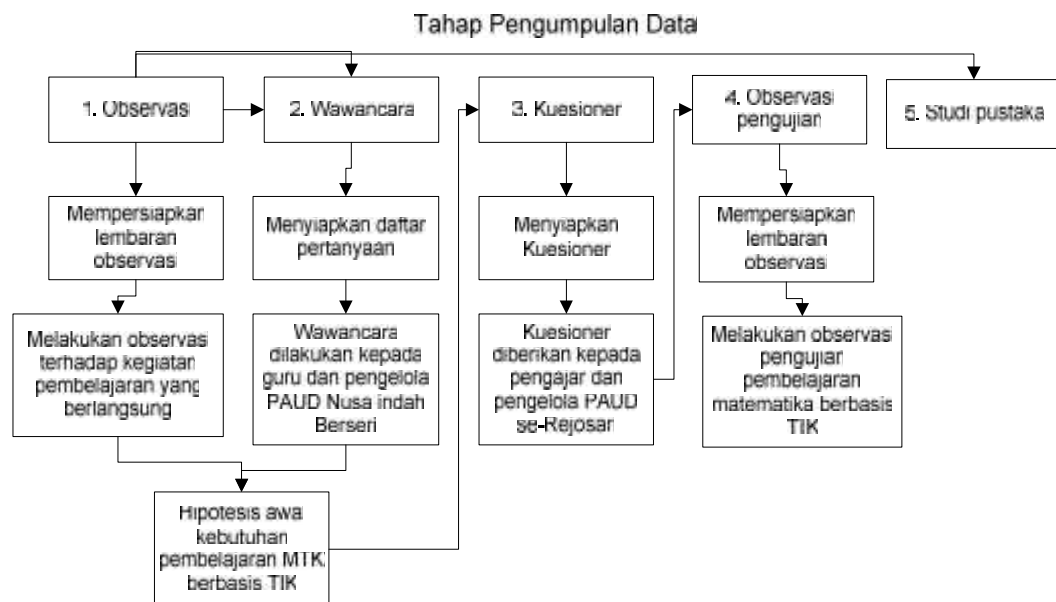 Tahap Pengumpulan Data
1. Observasi
2. Wawancara
3. Kuesioner
4. Observasi
pengujian
5. Studi pustaka
Mempersiapkan
lembaran
observasi
Menyiapkan daftar
pertanyaan
Menyiapkan
Kuesioner
Mempersiapkan
lembaran
observasi
Melakukan observasi
terhadap kegiatan
pembelajaran yang
berlangsung
Wawancara
dilakukan kepada
guru dan pengelola
PAUD Nusa indah
Berseri
Kuesioner
diberikan kepada
pengajar dan
pengelola PAUD
se-Rejosari
Melakukan observasi
pengujian
pembelajaran
matematika berbasis
TIK
Hipotesis awal
kebutuhan
pembelajaran MTK
berbasis TIK